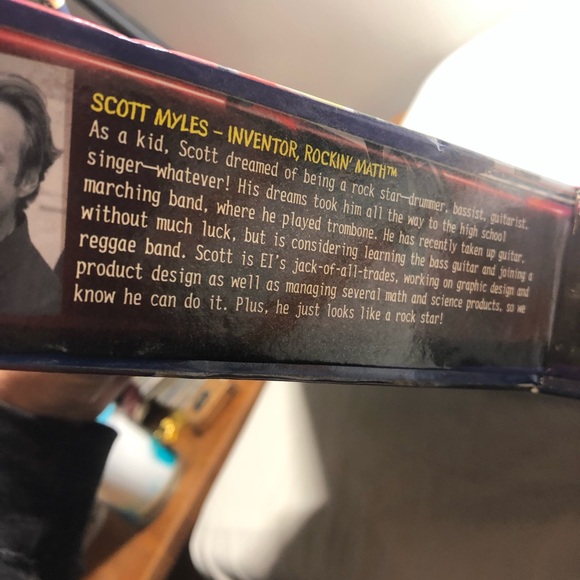 SCOTT MYLES – INVENTOR, ROCKIN' MATH™
As a kid, Scott dreamed of being a rock star—drummer, bassist, guitarist,
singer—whatever! His dreams took him all the way to the high school
marching band, where he played trombone. He has recently taken up guitar,
without much luck, but is considering learning the bass guitar and joining a
reggae band. Scott is EI's jack-of-all-trades, working on graphic design and
product design as well as managing several math and science products, so we
know he can do it. Plus, he just looks like a rock star!